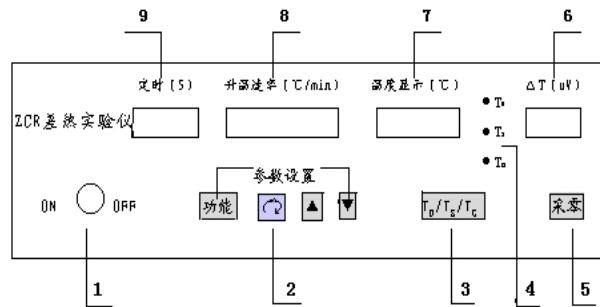 9 8 7 6
定时(S) 升温速率(℃/min) 温度显示(℃) ΔT(uV)
ZCR差热实验仪
T₀
Tₛ
参数设置
ON OFF
功能 ▲ ▼ T₀/Tₛ/T_G 采零
1 2 3 4 5